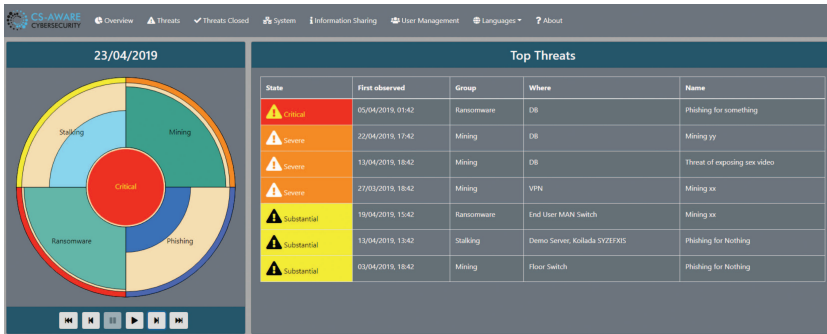 CS-AWARE
CYBERSECURITY
Overview Threats Threats Closed System Information Sharing User Management Languages About
23/04/2019
Stalking
Mining
Critical
Ransomware
Phishing
Top Threats
State First observed Group Where Name
Critical 05/04/2019, 01:42 Ransomware DB Phishing for something
Severe 22/04/2019, 17:42 Mining DB Mining yy
Severe 13/04/2019, 18:42 Mining DB Threat of exposing sex video
Severe 27/03/2019, 18:42 Mining VPN Mining xx
Substantial 19/04/2019, 15:42 Ransomware End User MAN Switch Mining xx
Substantial 13/04/2019, 13:42 Stalking Demo Server, Koilada SYZEFXIS Phishing for Nothing
Substantial 03/04/2019, 18:42 Mining Floor Switch Phishing for Nothing